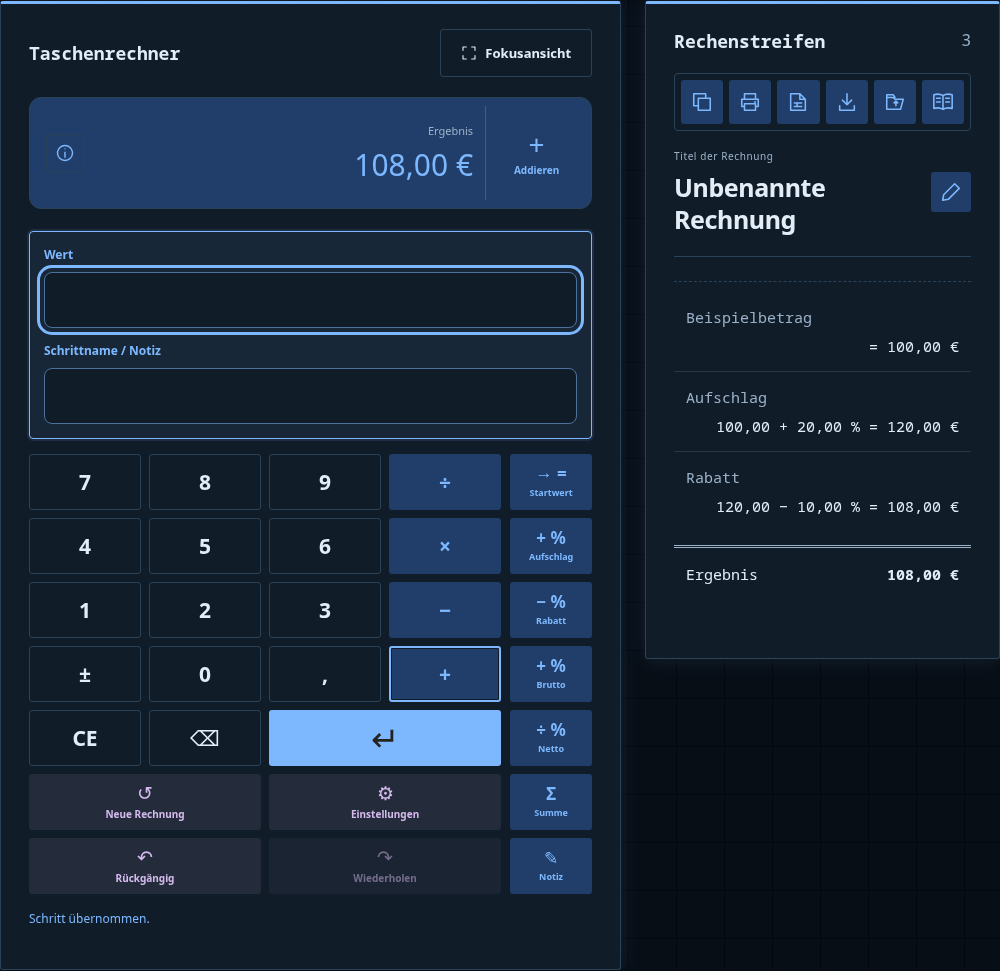 Taschenrechner
Fokusansicht
Ergebnis
108,00 €
+
Addieren
Wert
Schrittname / Notiz
7 8 9 ÷ → =
Startwert
4 5 6 × + %
Aufschlag
1 2 3 − − %
Rabatt
± 0 , + + %
Brutto
CE ⌫ ↵ ÷ %
Netto
↺ ⚙ Σ
Neue Rechnung Einstellungen Summe
↶ ↷ ✎
Rückgängig Wiederholen Notiz
Schritt übernommen.
Rechenstreifen 3
Titel der Rechnung
Unbenannte
Rechnung
Beispielbetrag
= 100,00 €
Aufschlag
100,00 + 20,00 % = 120,00 €
Rabatt
120,00 − 10,00 % = 108,00 €
Ergebnis 108,00 €